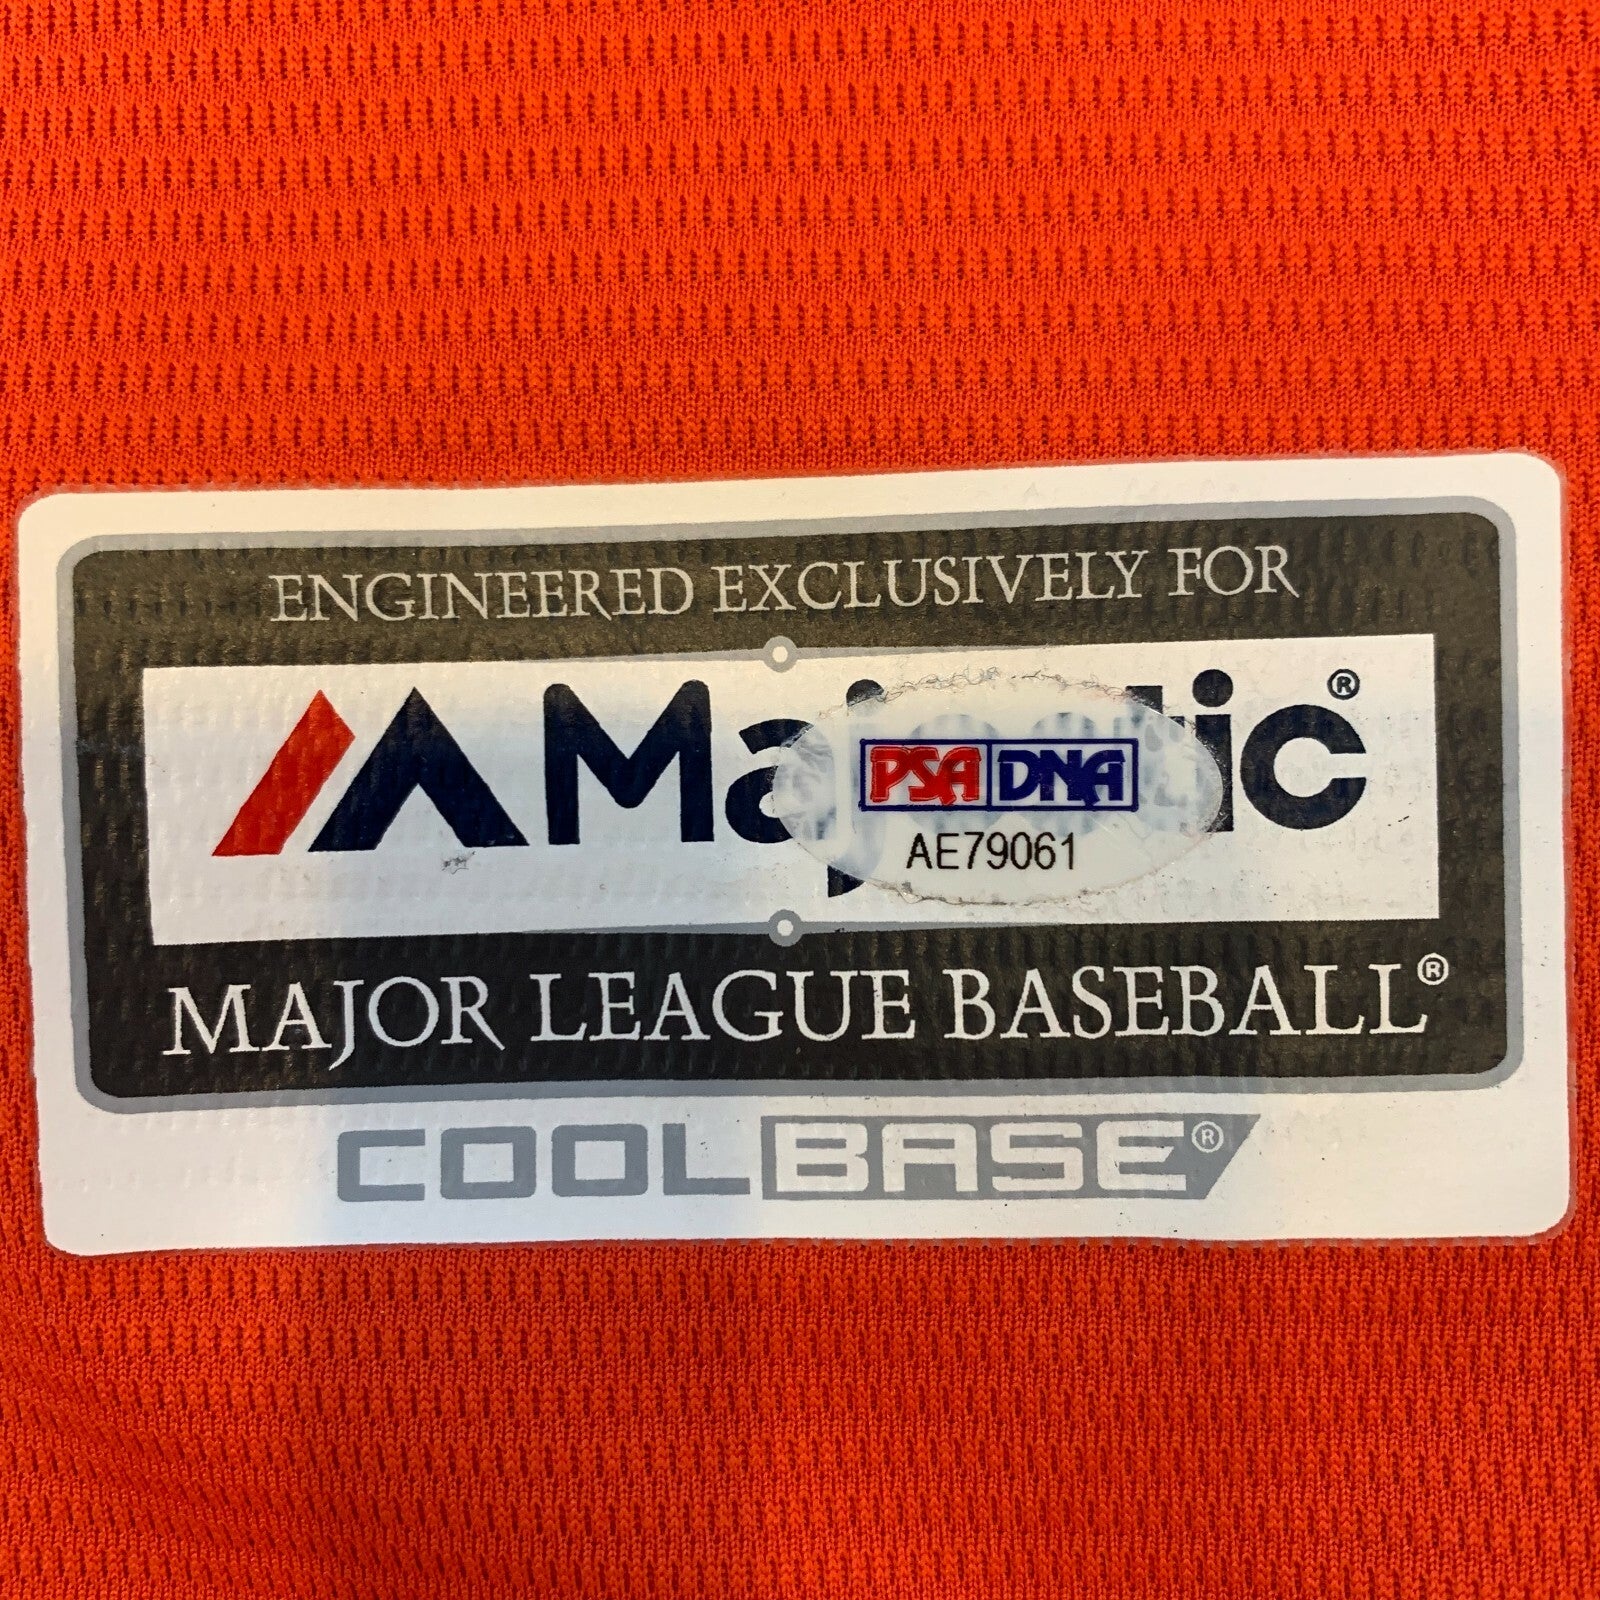 ENGINEERED EXCLUSIVELY FOR
Majestic®
PSA DNA
AE79061
MAJOR LEAGUE BASEBALL®
COOLBASE®